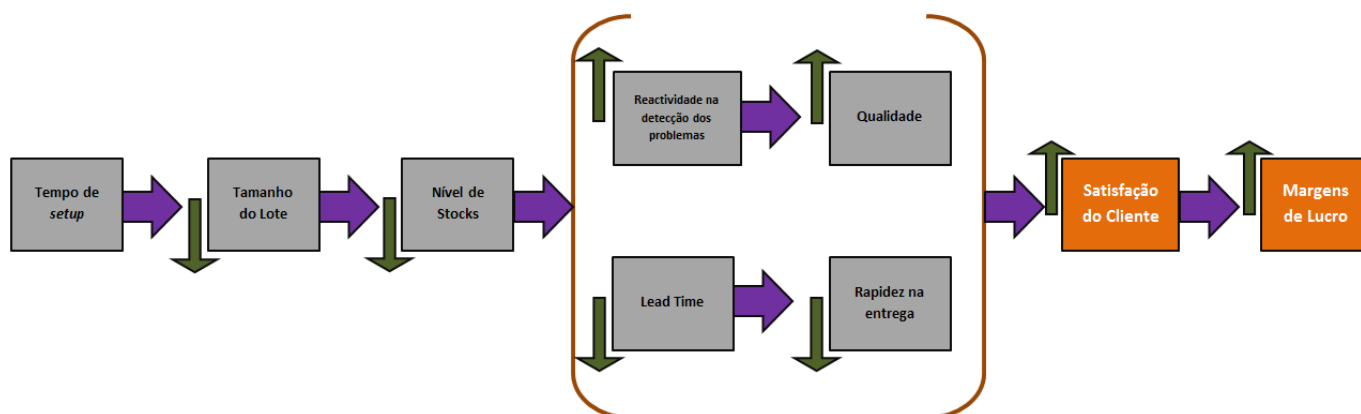 Tempo de
setup
Tamanho
do Lote
Nível de
Stocks
Reactividade na
detecção dos
problemas
Qualidade
Lead Time
Rapidez na
entrega
Satisfação
do Cliente
Margens
de Lucro